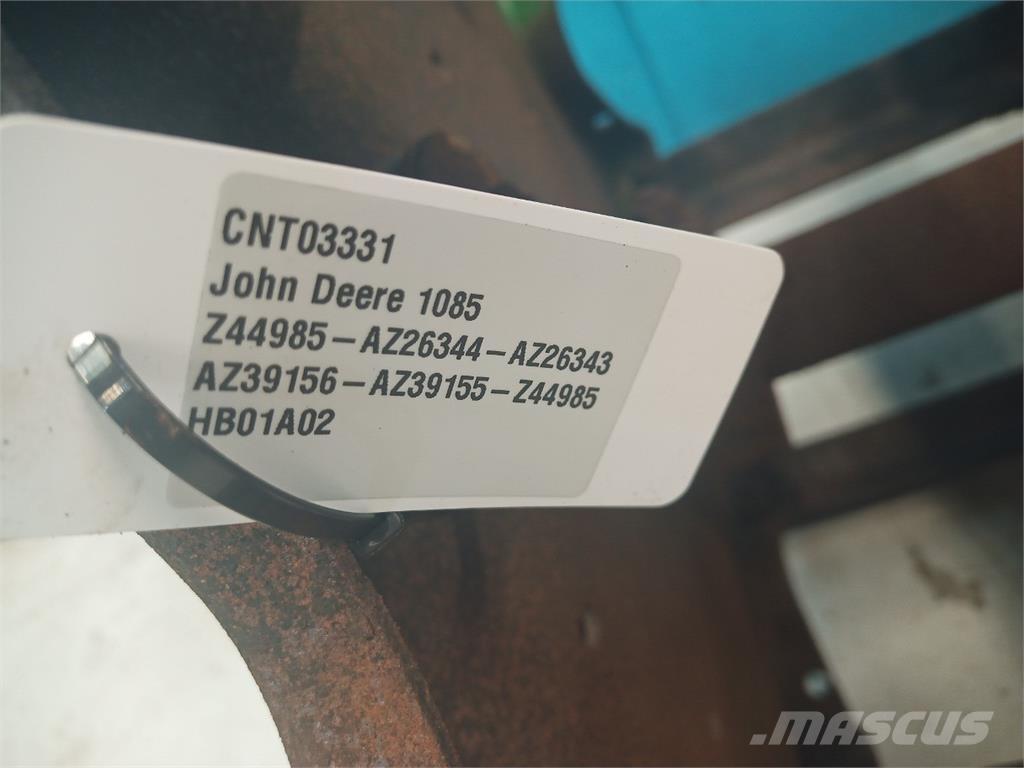 CNT03331
John Deere 1085
Z44985-AZ26344-AZ26343
AZ39156-AZ39155-Z44985
HB01A02
MASCUS